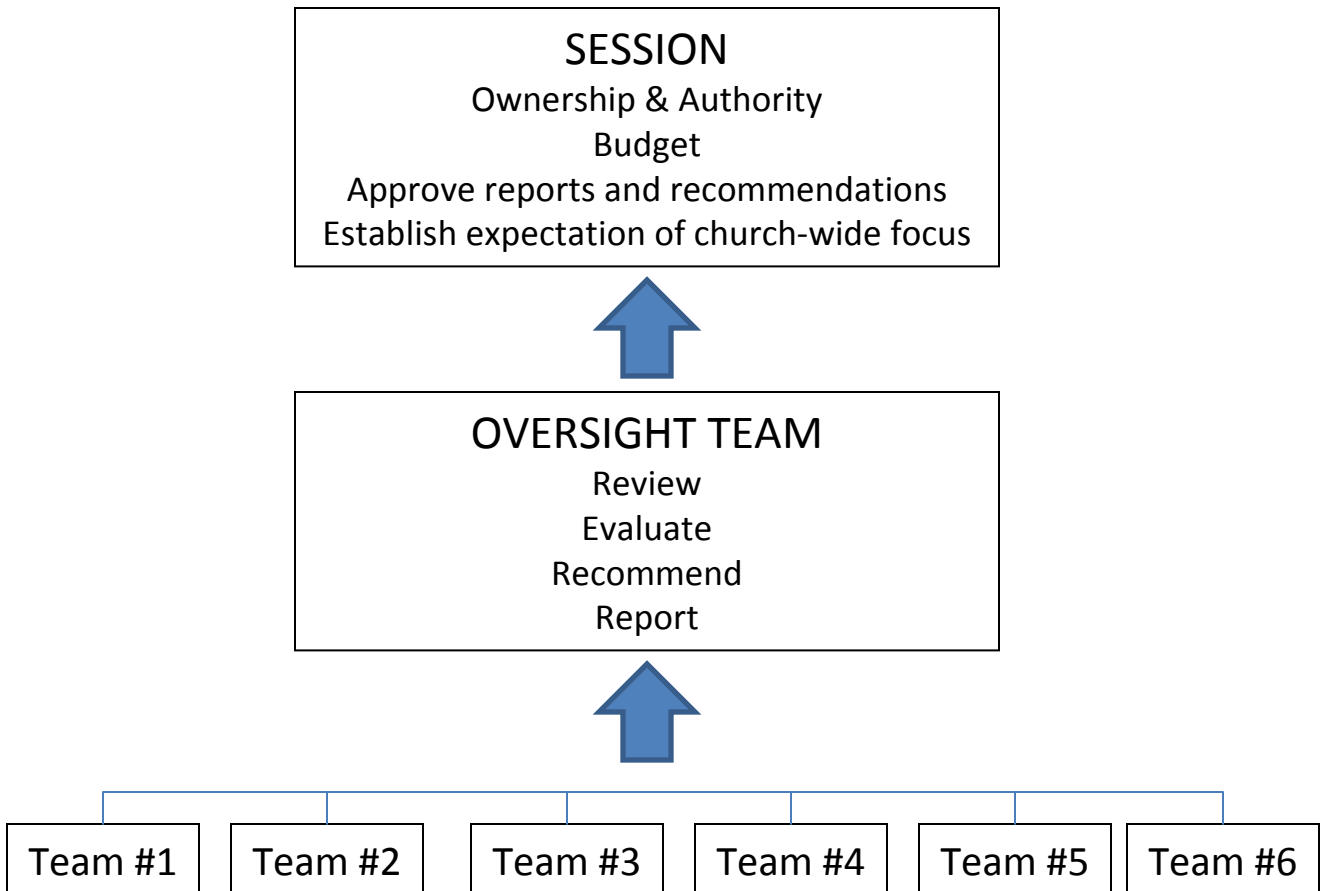 SESSION
Ownership & Authority
Budget
Approve reports and recommendations
Establish expectation of church-wide focus
OVERSIGHT TEAM
Review
Evaluate
Recommend
Report
Team #1
Team #2
Team #3
Team #4
Team #5
Team #6